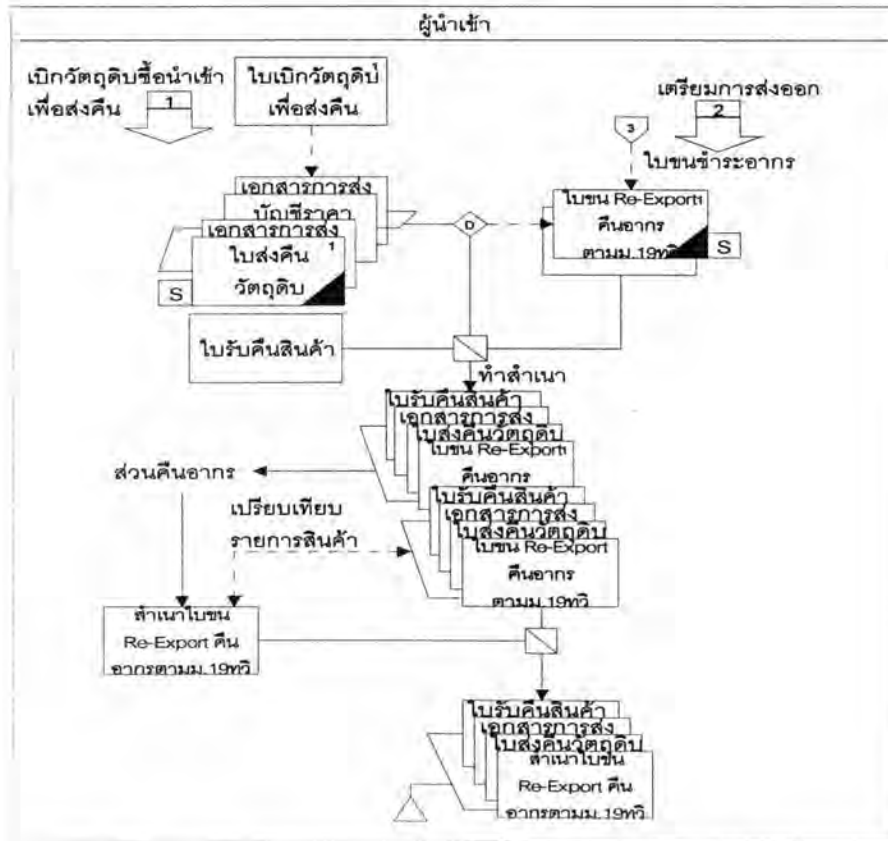 ผู้นำเข้า
เบิกวัตถุดิบซื้อนำเข้า
เพื่อส่งคืน
1
ใบเบิกวัตถุดิบ
เพื่อส่งคืน
เตรียมการส่งออก
2
3
ใบขนชำระอากร
เอกสารการส่ง
บัญชีราคา
เอกสารการส่ง
ใบส่งคืน 1
วัตถุดิบ
S
D
ใบขน Re-Export
คืนอากร
ตามม.19ทวิ
S
ใบรับคืนสินค้า
ทำสำเนา
ใบรับคืนสินค้า
เอกสารการส่ง
ใบส่งคืนวัตถุดิบ
ใบขน Re-Export
คืนอากร
ส่วนคืนอากร
ใบรับคืนสินค้า
เอกสารการส่ง
ใบส่งคืนวัตถุดิบ
ใบขน Re-Export
คืนอากร
ตามม.19ทวิ
เปรียบเทียบ
รายการสินค้า
สำเนาใบขน
Re-Export คืน
อากรตามม.19ทวิ
ใบรับคืนสินค้า
เอกสารการส่ง
ใบส่งคืนวัตถุดิบ
สำเนาใบขน
Re-Export คืน
อากรตามม.19ทวิ